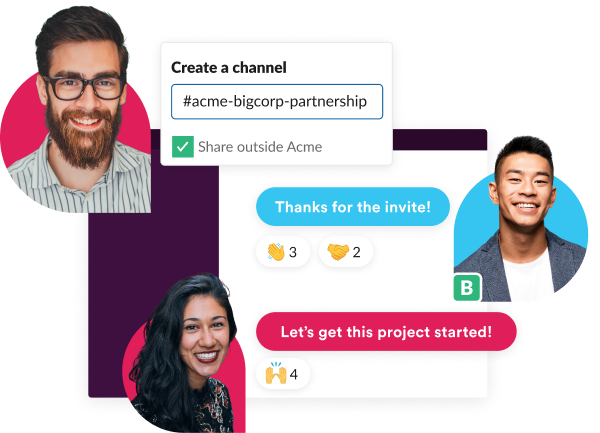 Create a channel
#acme-bigcorp-partnership
Share outside Acme
Thanks for the invite!
3
2
B
Let's get this project started!
4